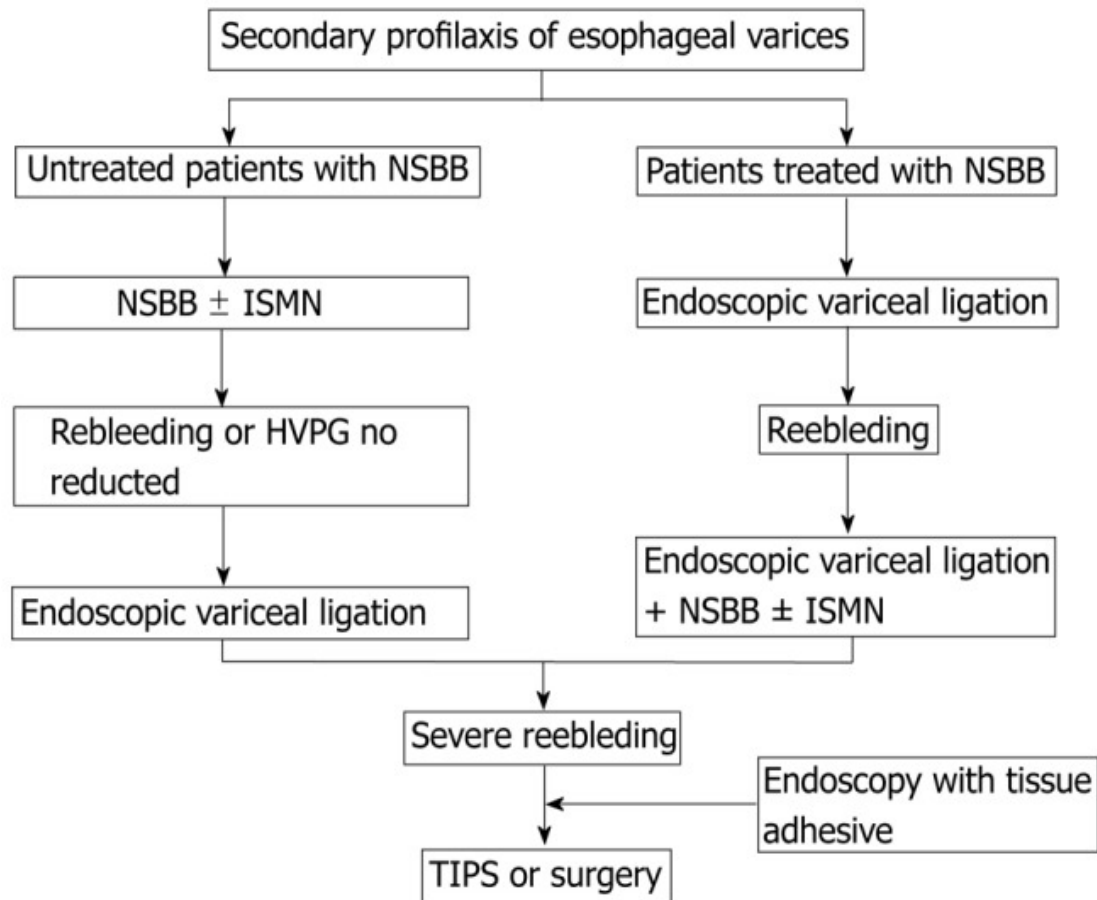 Secondary profilaxis of esophageal varices
Untreated patients with NSBB
Patients treated with NSBB
NSBB ± ISMN
Endoscopic variceal ligation
Rebleeding or HVPG no
reducted
Reebleding
Endoscopic variceal ligation
Endoscopic variceal ligation
+ NSBB ± ISMN
Severe reebleding
Endoscopy with tissue
adhesive
TIPS or surgery